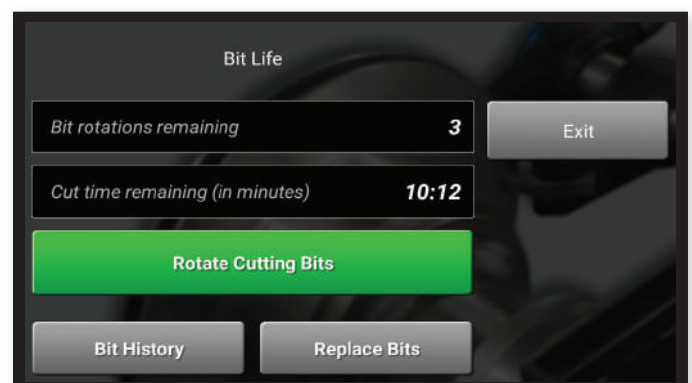 Bit Life
Bit rotations remaining 3
Exit
Cut time remaining (in minutes) 10:12
Rotate Cutting Bits
Bit History
Replace Bits